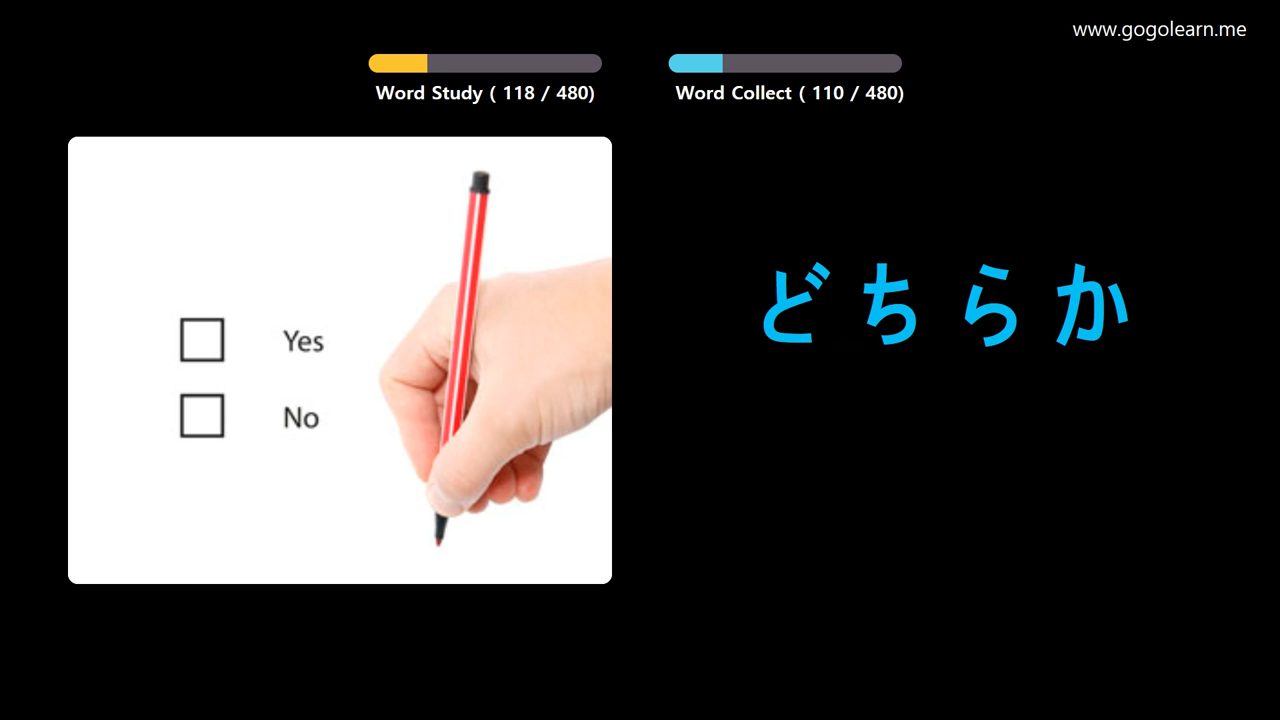 www.gogolearn.me
Word Study ( 118 / 480)
Word Collect ( 110 / 480)
どちらか
Yes
No